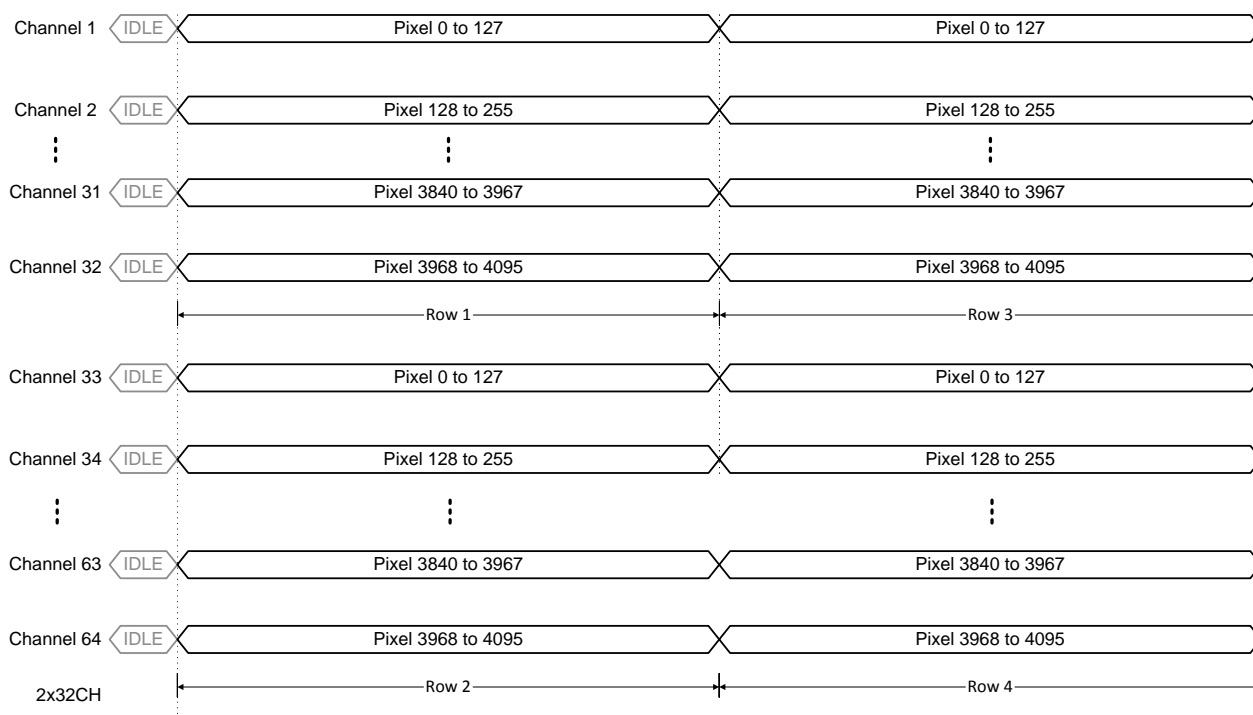 Channel 1 IDLE Pixel 0 to 127 Pixel 0 to 127
Channel 2 IDLE Pixel 128 to 255 Pixel 128 to 255
Channel 31 IDLE Pixel 3840 to 3967 Pixel 3840 to 3967
Channel 32 IDLE Pixel 3968 to 4095 Pixel 3968 to 4095
Row 1 Row 3
Channel 33 IDLE Pixel 0 to 127 Pixel 0 to 127
Channel 34 IDLE Pixel 128 to 255 Pixel 128 to 255
Channel 63 IDLE Pixel 3840 to 3967 Pixel 3840 to 3967
Channel 64 IDLE Pixel 3968 to 4095 Pixel 3968 to 4095
Row 2 Row 4
2x32CH